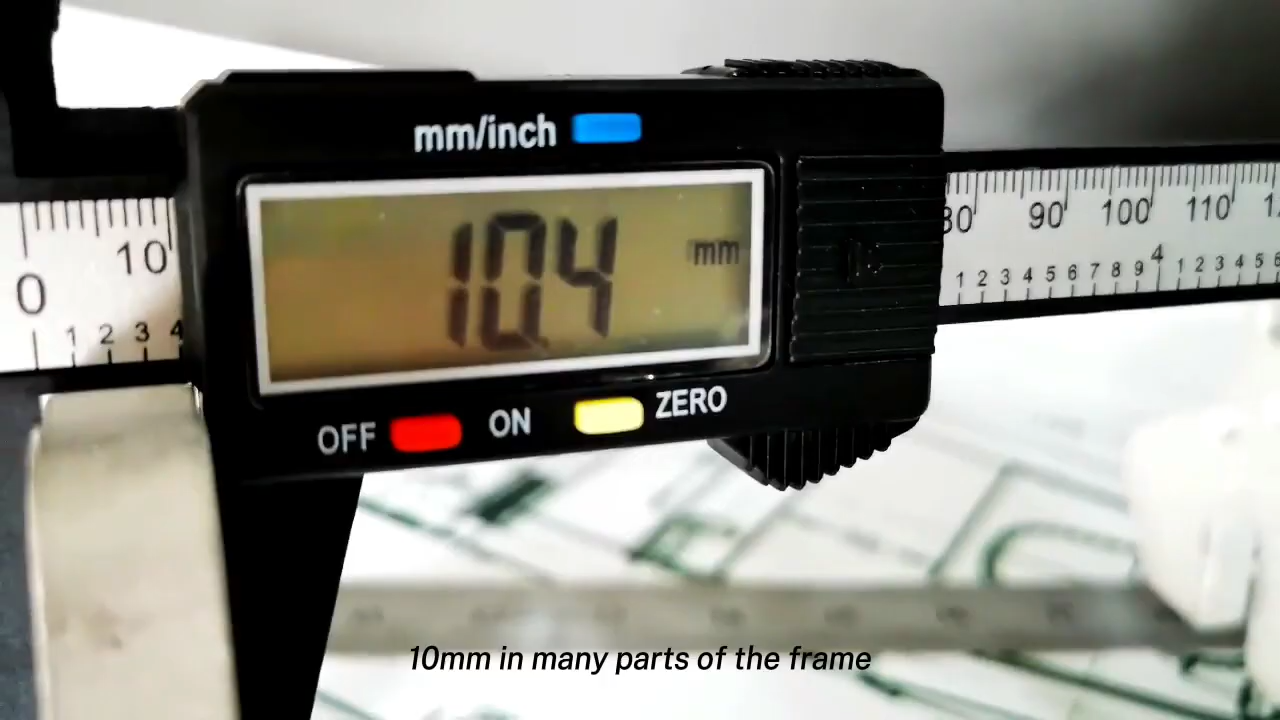 mm/inch
10.4 mm
0 10
1 2 3 4
80 90 100 110
1 2 3 4 5 6 7 8 9 4 1 2 3 4 5 6
OFF ON ZERO
10mm in many parts of the frame